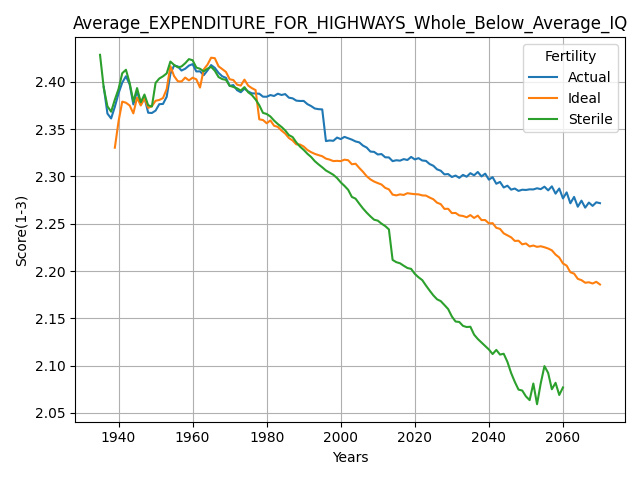 Average_EXPENDITURE_FOR_HIGHWAYS_Whole_Below_Average_IQ
Fertility
Actual
Ideal
Sterile
Score(1-3)
2.40
2.35
2.30
2.25
2.20
2.15
2.10
2.05
1940
1960
1980
2000
2020
2040
2060
Years